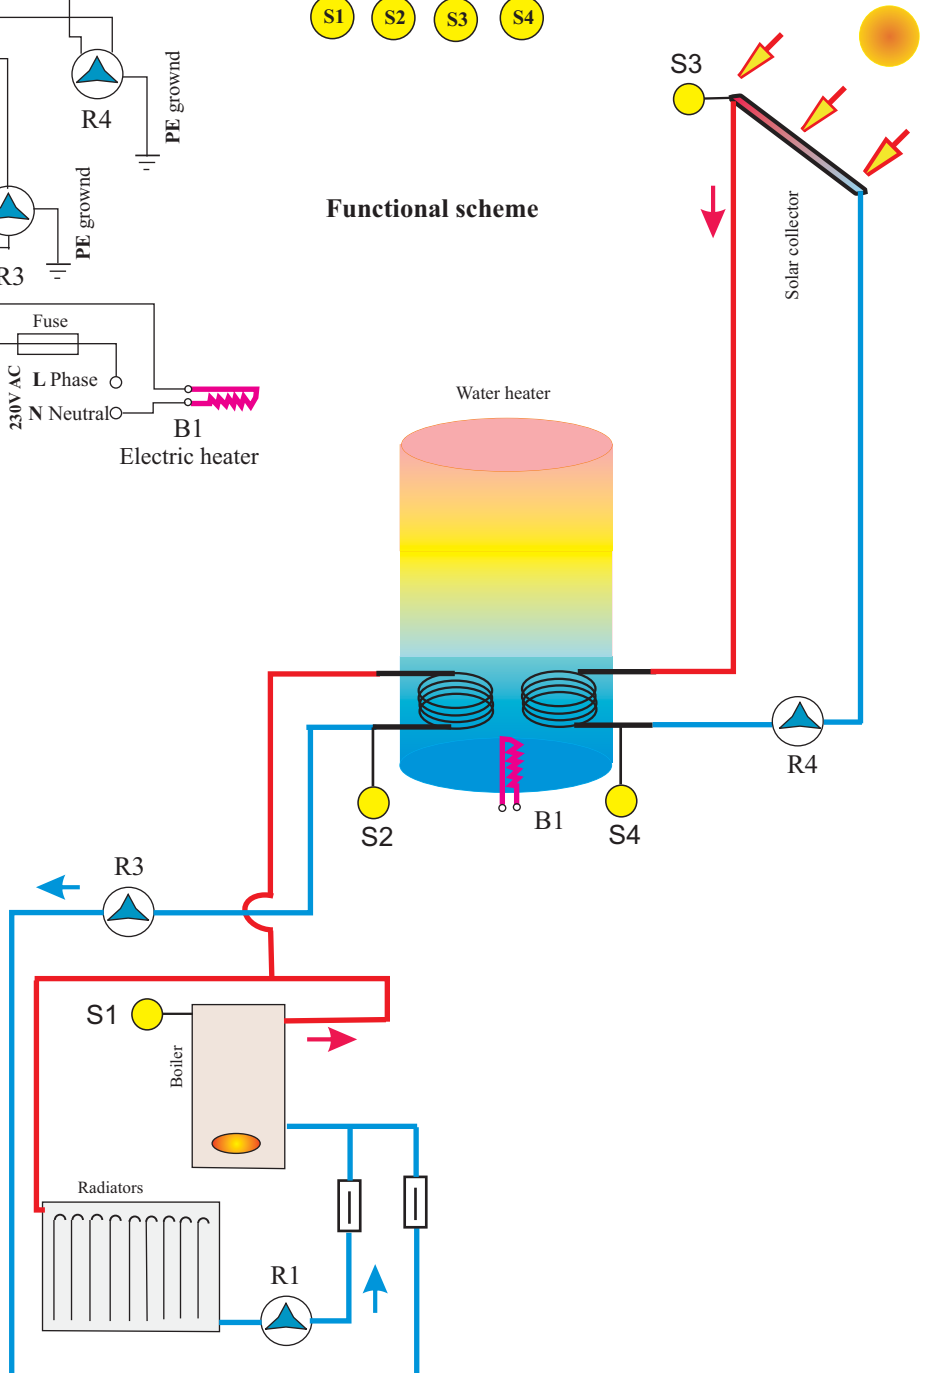 S1 S2 S3 S4
R4
PE grownd
S3
PE grownd
Functional scheme
Solar collector
R3
Fuse
230V AC
L Phase
N Neutral
B1
Electric heater
Water heater
R4
B1
S2
S4
R3
S1
Boiler
Radiators
R1